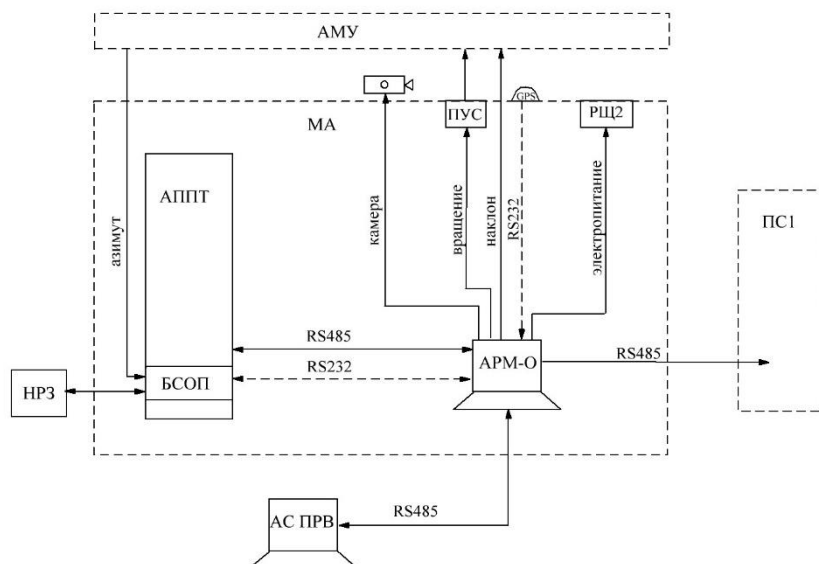 АМУ
GPS
ПУС
РЩ2
МА
АППТ
ПС1
азимут
камера
вращение
наклон
RS232
электропитание
RS485
RS485
RS232
АРМ-О
БСОП
НРЗ
RS485
АС ПРВ